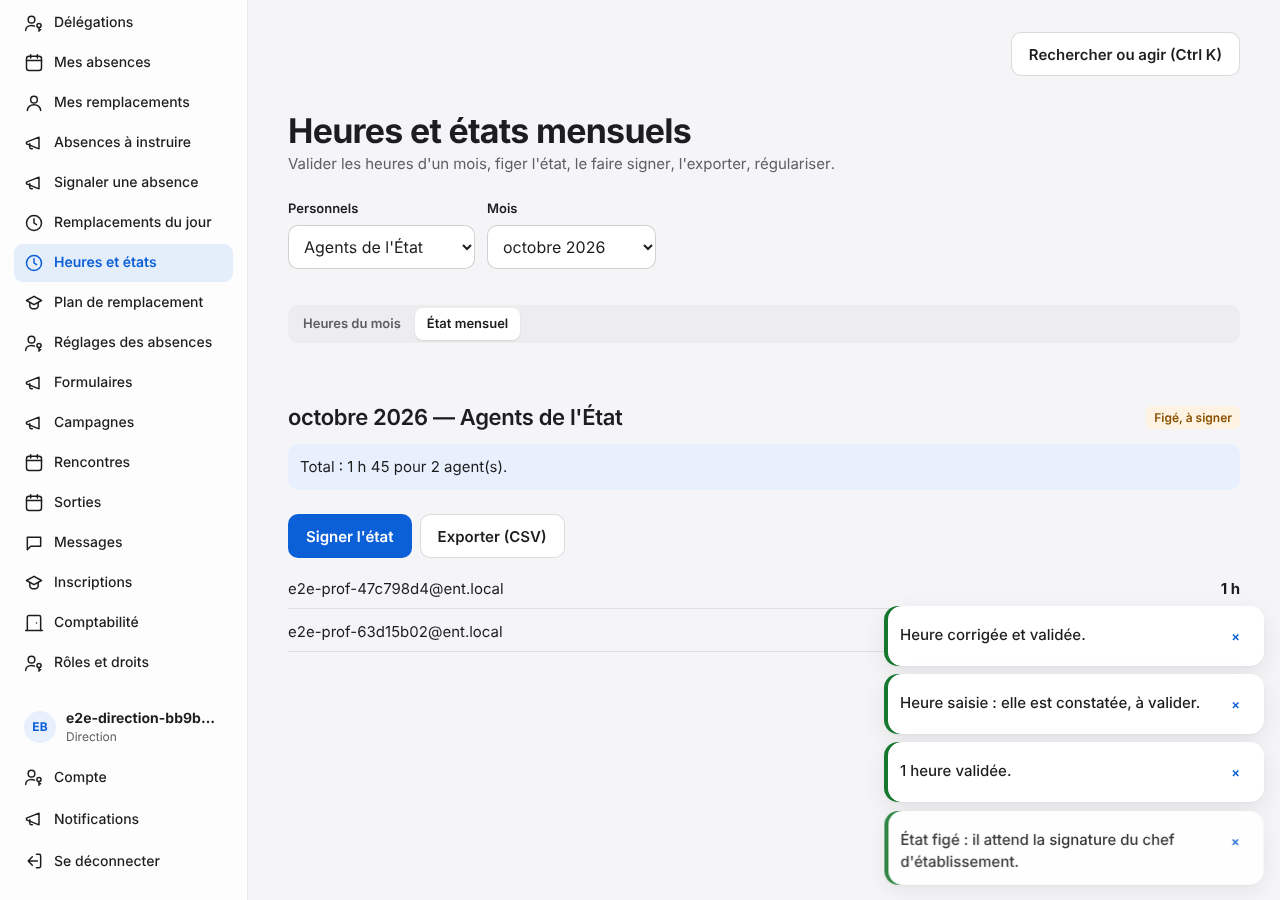 Délégations
Mes absences
Mes remplacements
Absences à instruire
Signaler une absence
Remplacements du jour
Heures et états
Plan de remplacement
Réglages des absences
Formulaires
Campagnes
Rencontres
Sorties
Messages
Inscriptions
Comptabilité
Rôles et droits
EB
e2e-direction-bb9b...
Direction
Compte
Notifications
Se déconnecter
Rechercher ou agir (Ctrl K)
Heures et états mensuels
Valider les heures d'un mois, figer l'état, le faire signer, l'exporter, régulariser.
Personnels Mois
Agents de l'État octobre 2026
Heures du mois État mensuel
octobre 2026 — Agents de l'État Figé, à signer
Total : 1 h 45 pour 2 agent(s).
Signer l'état Exporter (CSV)
e2e-prof-47c798d4@ent.local 1 h
e2e-prof-63d15b02@ent.local
Heure corrigée et validée. ×
Heure saisie : elle est constatée, à valider. ×
1 heure validée. ×
État figé : il attend la signature du chef ×
d'établissement.